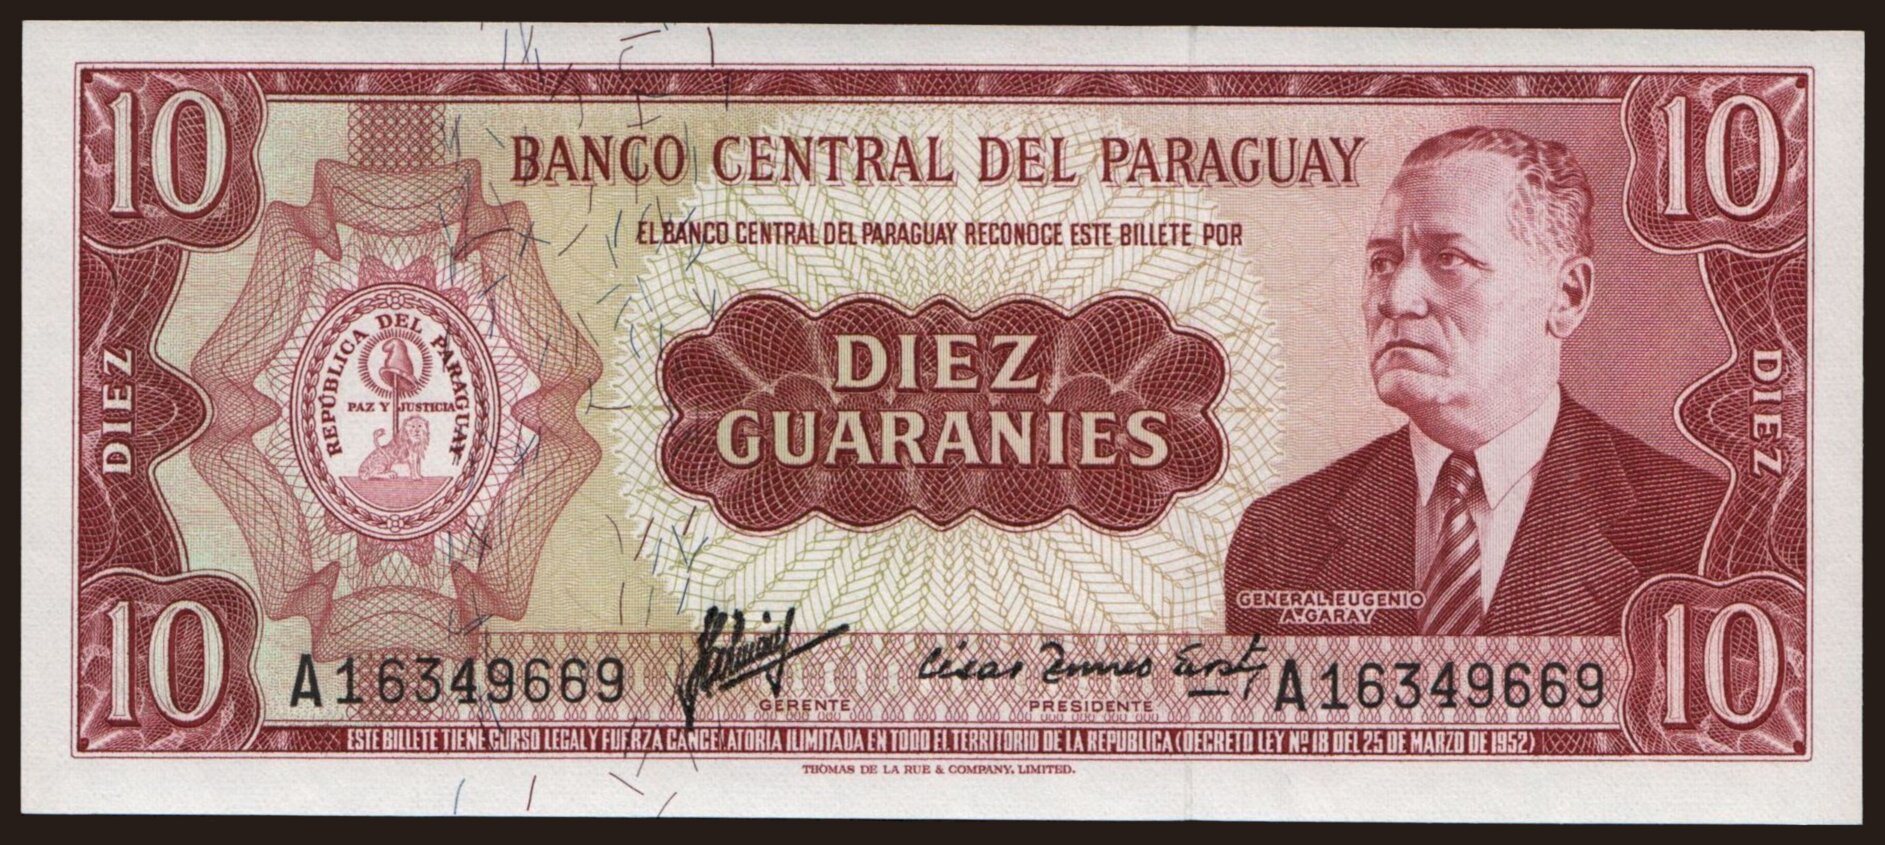 10
10
BANCO CENTRAL DEL PARAGUAY
EL BANCO CENTRAL DEL PARAGUAY RECONOCE ESTE BILLETE POR
DIEZ
REPÚBLICA DEL PARAGUAY
PAZ Y JUSTICIA
DIEZ
GUARANIES
DIEZ
GENERAL EUGENIO
A. GARAY
10
10
A16349669
A16349669
GERENTE
PRESIDENTE
ESTE BILLETE TIENE CURSO LEGAL Y FUERZA CANCELATORIA ILIMITADA EN TODO EL TERRITORIO DE LA REPUBLICA (DECRETO LEY Nº 18 DEL 25 DE MARZO DE 1952)
THOMAS DE LA RUE & COMPANY, LIMITED.